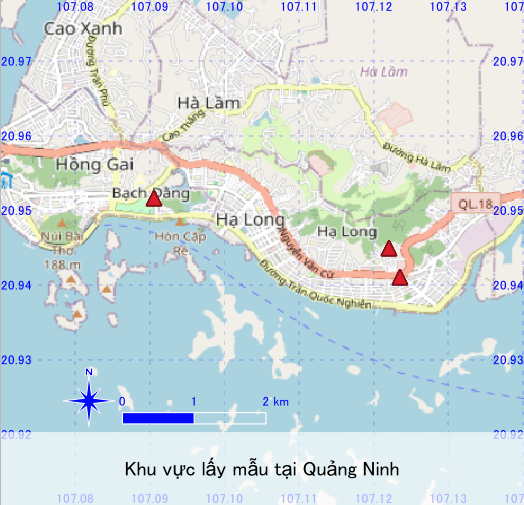 107.08 107.09 107.10 107.11 107.12 107.13 107.
Cao Xanh
Đường Trần Phú
20.97 20.97
Hà Lầm
Hà Lầm
Cao Thắng
20.96 20.96
Đường Hà Lầm
Hồng Gai
Bạch Đằng
QL.18
20.95 20.95
Hạ Long
Hạ Long
Núi Bài
Thơ
188 m
Hòn Cặp
Rè
Nguyễn Văn Cừ
Đường Trần Quốc Nghiễn
20.94 20.94
20.93 20.93
N
0 1 2 km
20.92 20.92
Khu vực lấy mẫu tại Quảng Ninh
107.08 107.09 107.10 107.11 107.12 107.13 107.